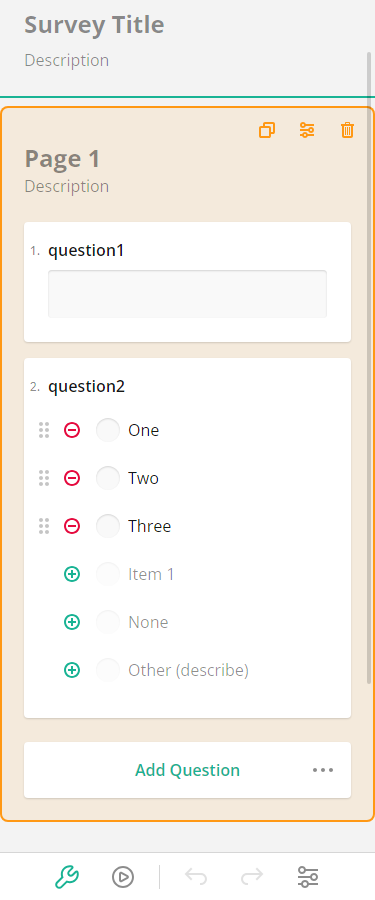 Survey Title
Description
Page 1
Description
1. question1
2. question2
One
Two
Three
Item 1
None
Other (describe)
Add Question